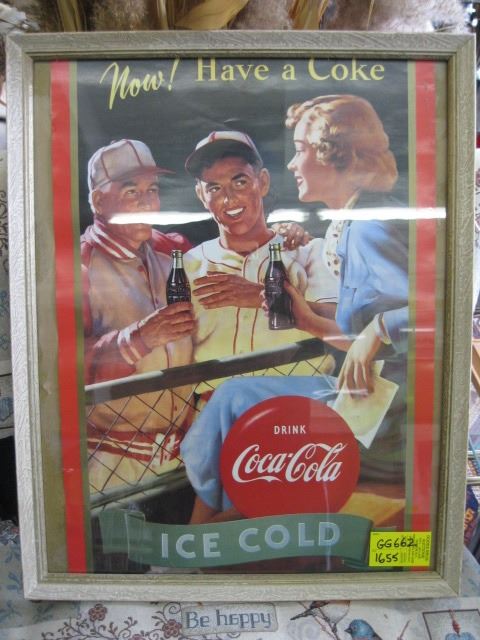 Now! Have a Coke
DRINK
Coca-Cola
ICE COLD
GG662
1655
Be happy